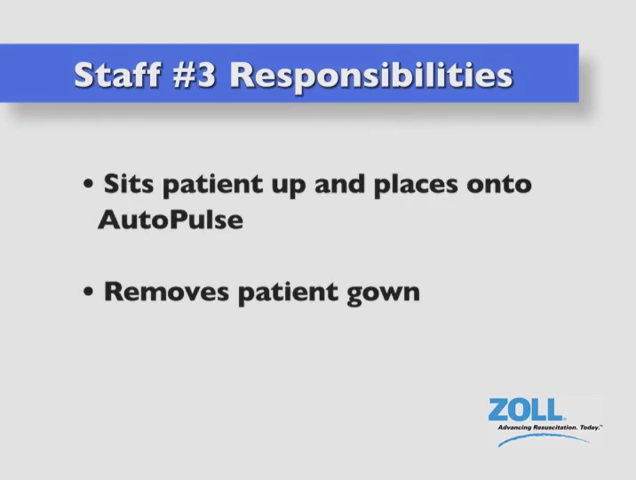 Staff #3 Responsibilities
• Sits patient up and places onto
AutoPulse
• Removes patient gown
ZOLL
Advancing Resuscitation. Today.™